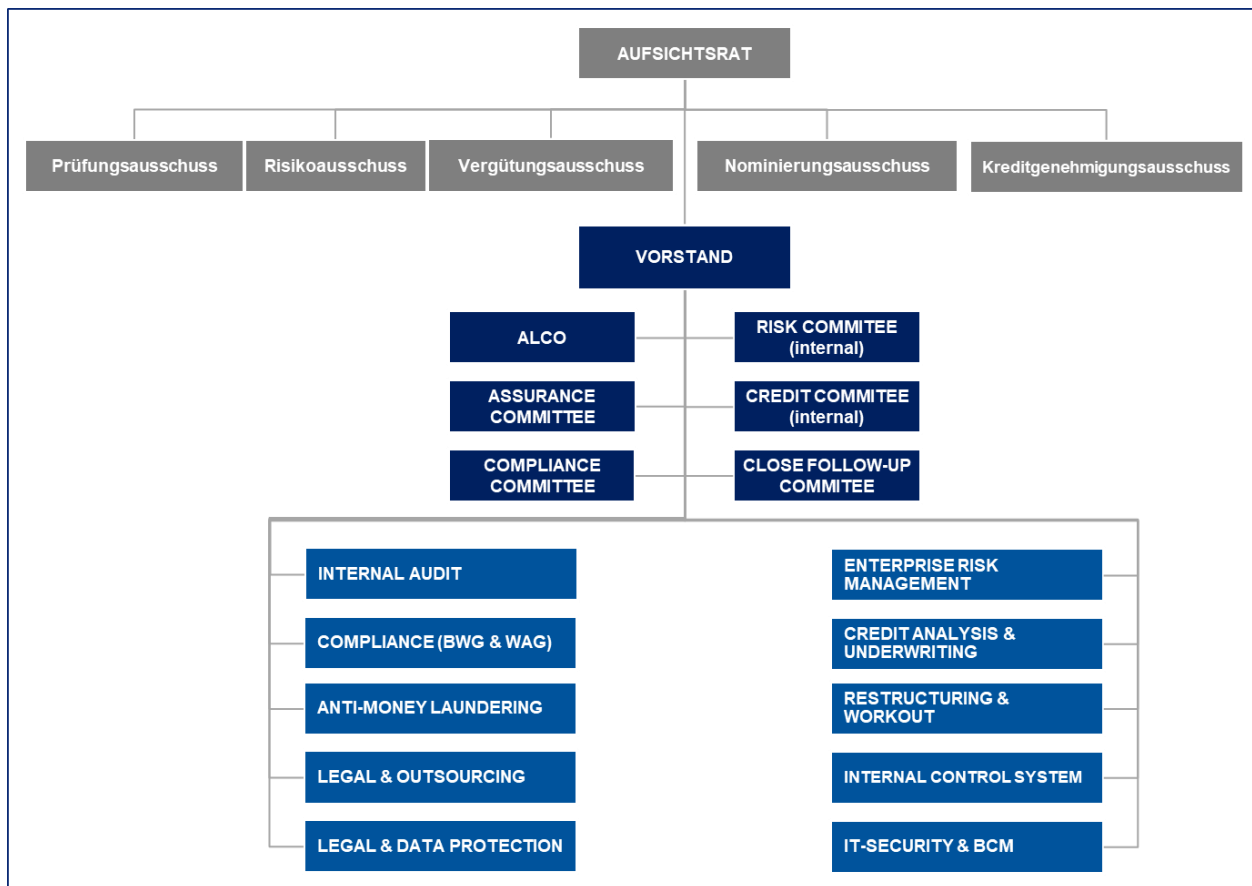 AUFSICHTSRAT
Prüfungsausschuss
Risikoausschuss
Vergütungsausschuss
Nominierungsausschuss
Kreditgenehmigungsausschuss
VORSTAND
ALCO
RISK COMMITEE
(internal)
ASSURANCE
COMMITTEE
CREDIT COMMITEE
(internal)
COMPLIANCE
COMMITTEE
CLOSE FOLLOW-UP
COMMITEE
INTERNAL AUDIT
COMPLIANCE (BWG & WAG)
ANTI-MONEY LAUNDERING
LEGAL & OUTSOURCING
LEGAL & DATA PROTECTION
ENTERPRISE RISK
MANAGEMENT
CREDIT ANALYSIS &
UNDERWRITING
RESTRUCTURING &
WORKOUT
INTERNAL CONTROL SYSTEM
IT-SECURITY & BCM